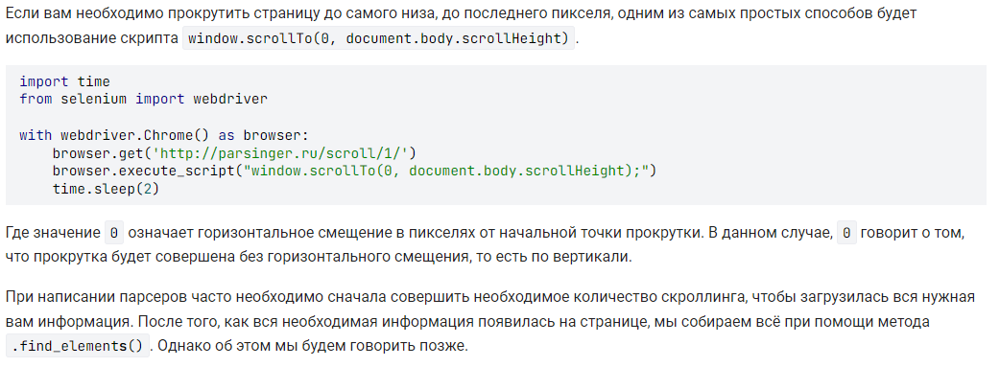 Если вам необходимо прокрутить страницу до самого низа, до последнего пикселя, одним из самых простых способов будет
использование скрипта window.scrollTo(0, document.body.scrollHeight).
import time
from selenium import webdriver
with webdriver.Chrome() as browser:
    browser.get('http://parsinger.ru/scroll/1/')
    browser.execute_script("window.scrollTo(0, document.body.scrollHeight);")
    time.sleep(2)
Где значение 0 означает горизонтальное смещение в пикселях от начальной точки прокрутки. В данном случае, 0 говорит о том,
что прокрутка будет совершена без горизонтального смещения, то есть по вертикали.
При написании парсеров часто необходимо сначала совершить необходимое количество скроллинга, чтобы загрузилась вся нужная
вам информация. После того, как вся необходимая информация появилась на странице, мы собираем всё при помощи метода
.find_elements(). Однако об этом мы будем говорить позже.